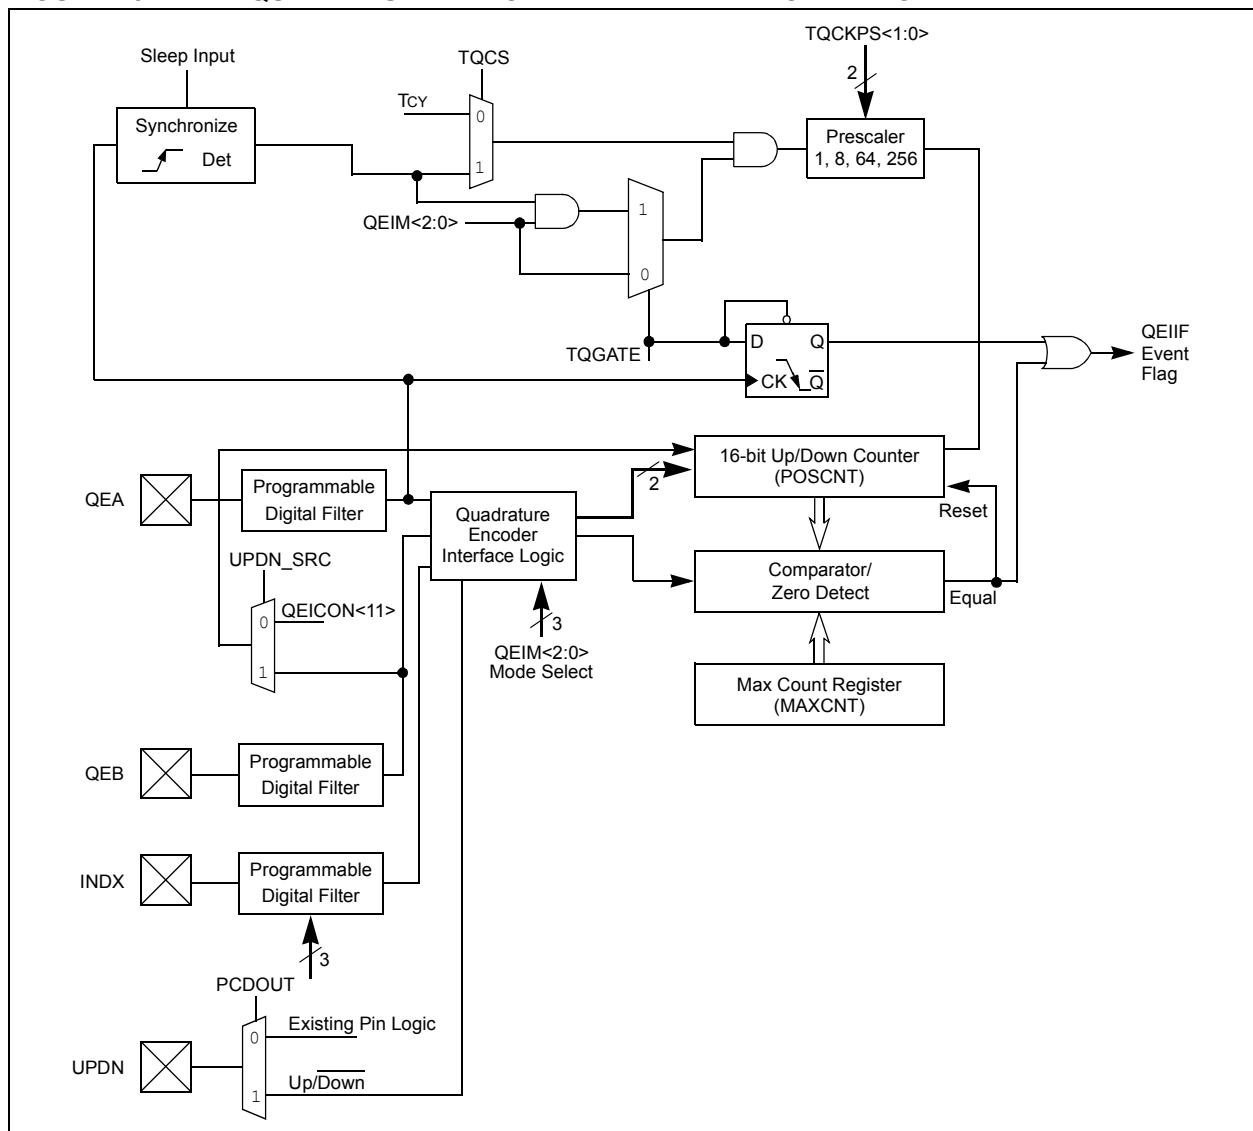 TQCKPS<1:0>
Sleep Input
TQCS
2
TCY
0
Synchronize
Det
Prescaler
1, 8, 64, 256
1
QEIM<2:0>
1
0
D
Q
QEIIF
Event
Flag
TQGATE
CK
Q
16-bit Up/Down Counter
(POSCNT)
2
QEA
Programmable
Digital Filter
Quadrature
Encoder
Interface Logic
Reset
UPDN_SRC
Comparator/
Zero Detect
Equal
0
QEICON<11>
3
QEIM<2:0>
Mode Select
1
Max Count Register
(MAXCNT)
QEB
Programmable
Digital Filter
INDX
Programmable
Digital Filter
3
PCDOUT
0
Existing Pin Logic
UPDN
1
Up/Down